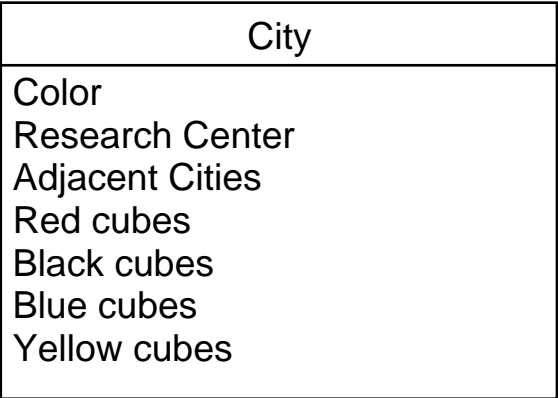 City
Color
Research Center
Adjacent Cities
Red cubes
Black cubes
Blue cubes
Yellow cubes